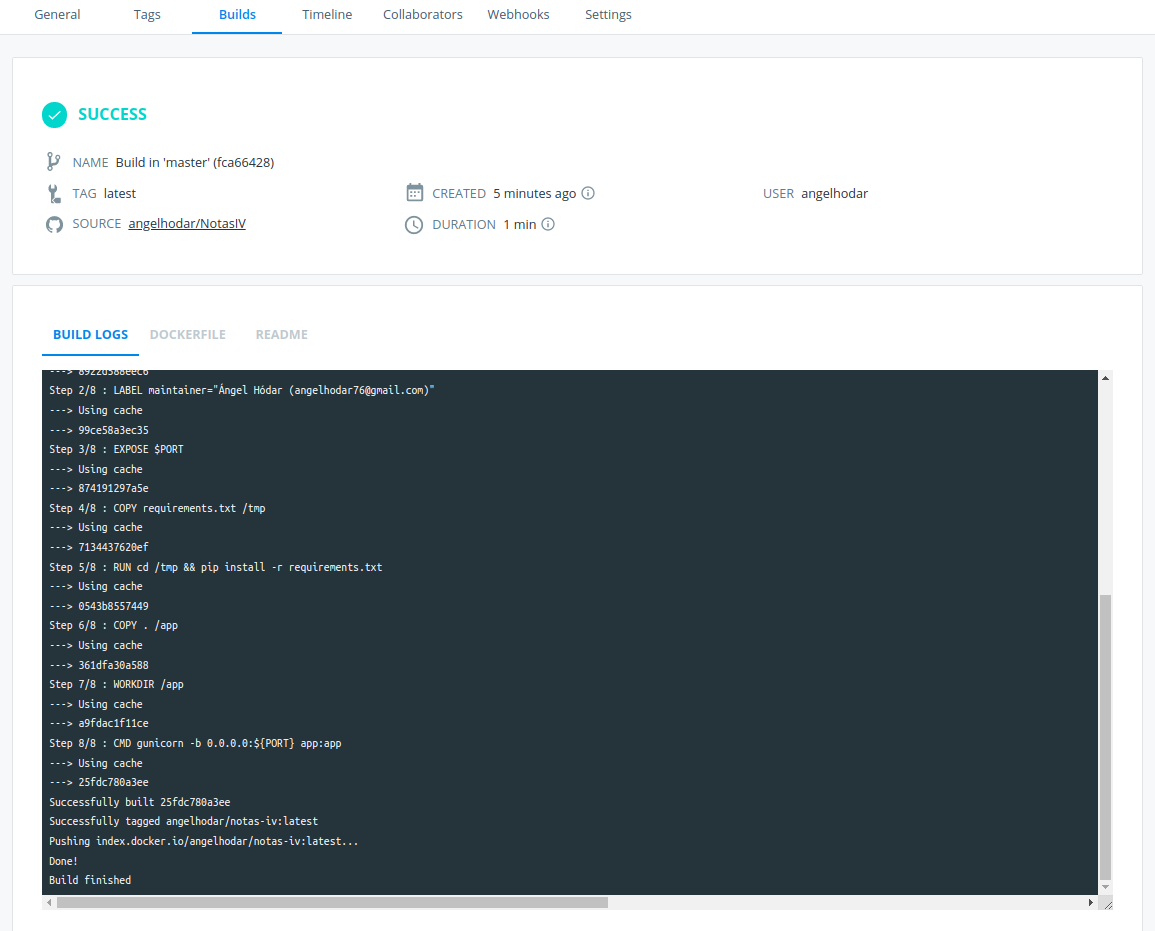 General Tags Builds Timeline Collaborators Webhooks Settings
SUCCESS
NAME Build in 'master' (fca66428)
TAG latest CREATED 5 minutes ago USER angelhodar
SOURCE angelhodar/NotasIV DURATION 1 min
BUILD LOGS DOCKERFILE README
---> 8922d588eec6
Step 2/8 : LABEL maintainer="Ángel Hódar (angelhodar76@gmail.com)"
---> Using cache
---> 99ce58a3ec35
Step 3/8 : EXPOSE $PORT
---> Using cache
---> 874191297a5e
Step 4/8 : COPY requirements.txt /tmp
---> Using cache
---> 7134437620ef
Step 5/8 : RUN cd /tmp && pip install -r requirements.txt
---> Using cache
---> 0543b8557449
Step 6/8 : COPY . /app
---> Using cache
---> 361dfa30a588
Step 7/8 : WORKDIR /app
---> Using cache
---> a9fdac1f11ce
Step 8/8 : CMD gunicorn -b 0.0.0.0:${PORT} app:app
---> Using cache
---> 25fdc780a3ee
Successfully built 25fdc780a3ee
Successfully tagged angelhodar/notas-iv:latest
Pushing index.docker.io/angelhodar/notas-iv:latest...
Done!
Build finished